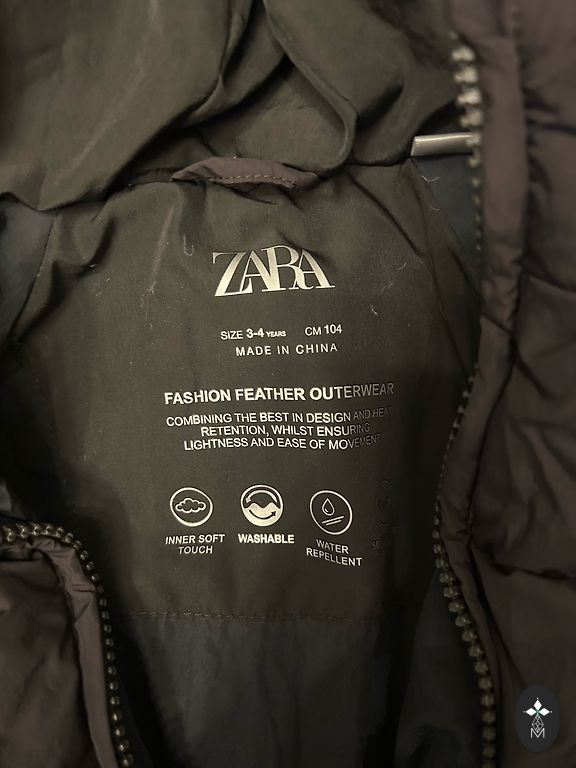 ZARA
SIZE 3-4 YEARS CM 104
MADE IN CHINA
FASHION FEATHER OUTERWEAR
COMBINING THE BEST IN DESIGN AND HEAT
RETENTION, WHILST ENSURING
LIGHTNESS AND EASE OF MOVEMENT
INNER SOFT
TOUCH
WASHABLE
WATER
REPELLENT
M